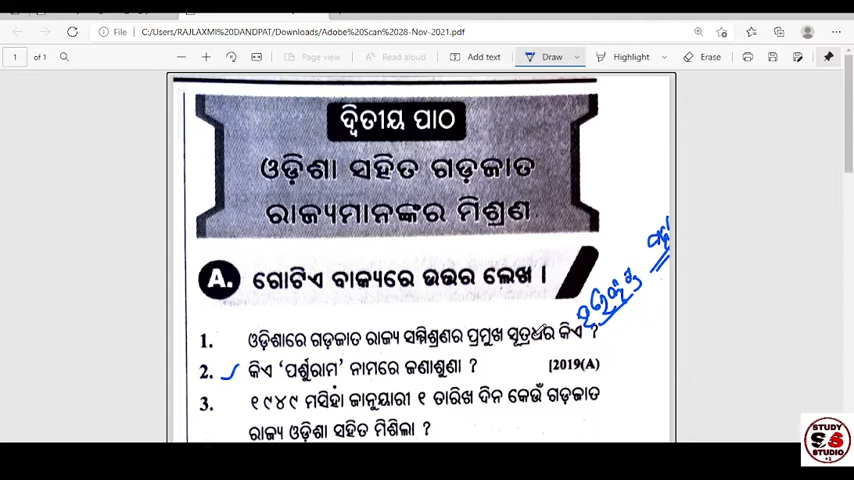 File | C:/Users/RAJLAXMI%20DANDPAT/Downloads/Adobe%20Scan%2028-Nov-2021.pdf
1 of 1
Page view
Read aloud
Add text
Draw
Highlight
Erase
ଦ୍ୱିତୀୟ ପାଠ
ଓଡ଼ିଶା ସହିତ ଗଡ଼ଜାତ
ରାଜ୍ୟମାନଙ୍କର ମିଶ୍ରଣ
A. ଗୋଟିଏ ବାକ୍ୟରେ ଉତ୍ତର ଲେଖ ।
1. ଓଡ଼ିଶାରେ ଗଡ଼ଜାତ ରାଜ୍ୟ ସମ୍ମିଶ୍ରଣର ପ୍ରମୁଖ ସୂତ୍ରଧର କିଏ ?
2. କିଏ ‘ପର୍ଶୁରାମ’ ନାମରେ ଜଣାଶୁଣା ? [2019(A)
3. ୧୯୪୯ ମସିହା ଜାନୁୟାରୀ ୧ ତାରିଖ ଦିନ କେଉଁ ଗଡ଼ଜାତ
ରାଜ୍ୟ ଓଡ଼ିଶା ସହିତ ମିଶିଲା ?
STUDY
STUDIO